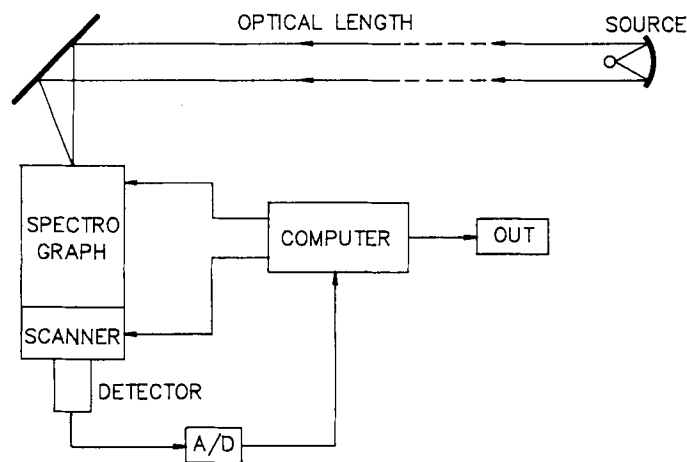 OPTICAL LENGTH
SOURCE
SPECTRO
GRAPH
COMPUTER
OUT
SCANNER
DETECTOR
A/D